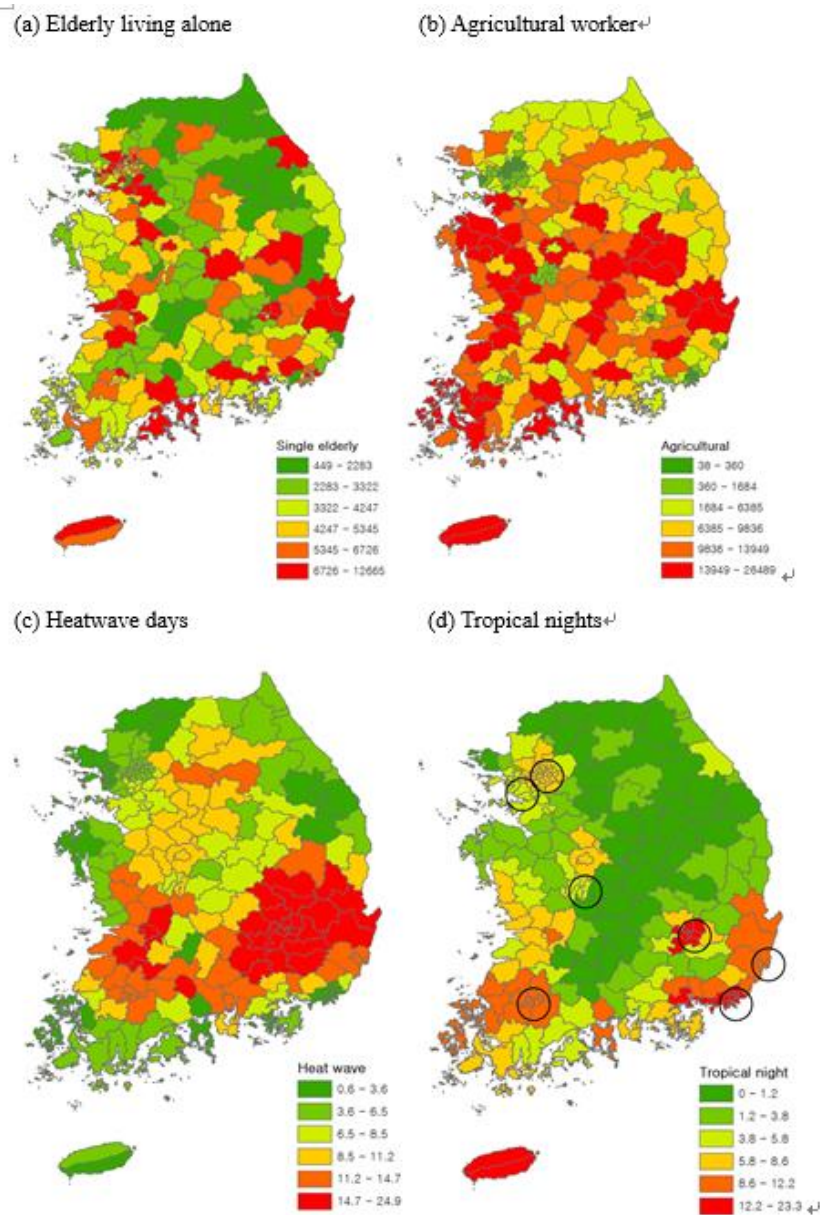 (a) Elderly living alone
(b) Agricultural worker↵
Single elderly
449 - 2283
2283 - 3322
3322 - 4247
4247 - 5345
5345 - 6726
6726 - 12665
Agricultural
38 - 360
360 - 1684
1684 - 6385
6385 - 9836
9836 - 13949
13949 - 26489 ↵
(c) Heatwave days
(d) Tropical nights↵
Heat wave
0.6 - 3.6
3.6 - 6.5
6.5 - 8.5
8.5 - 11.2
11.2 - 14.7
14.7 - 24.9
Tropical night
0 - 1.2
1.2 - 3.8
3.8 - 5.8
5.8 - 8.6
8.6 - 12.2
12.2 - 23.3 ↵